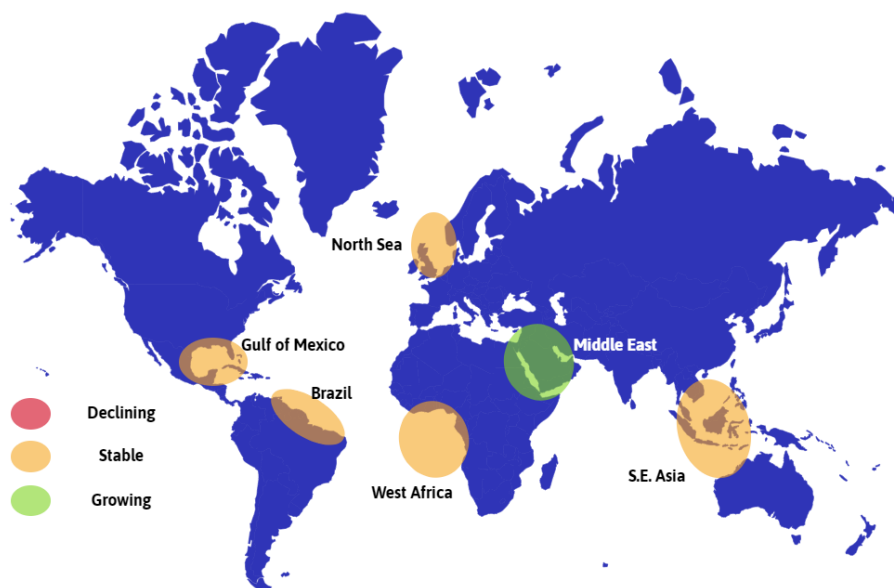 North Sea
Gulf of Mexico
Middle East
Brazil
Declining
Stable
S.E. Asia
West Africa
Growing